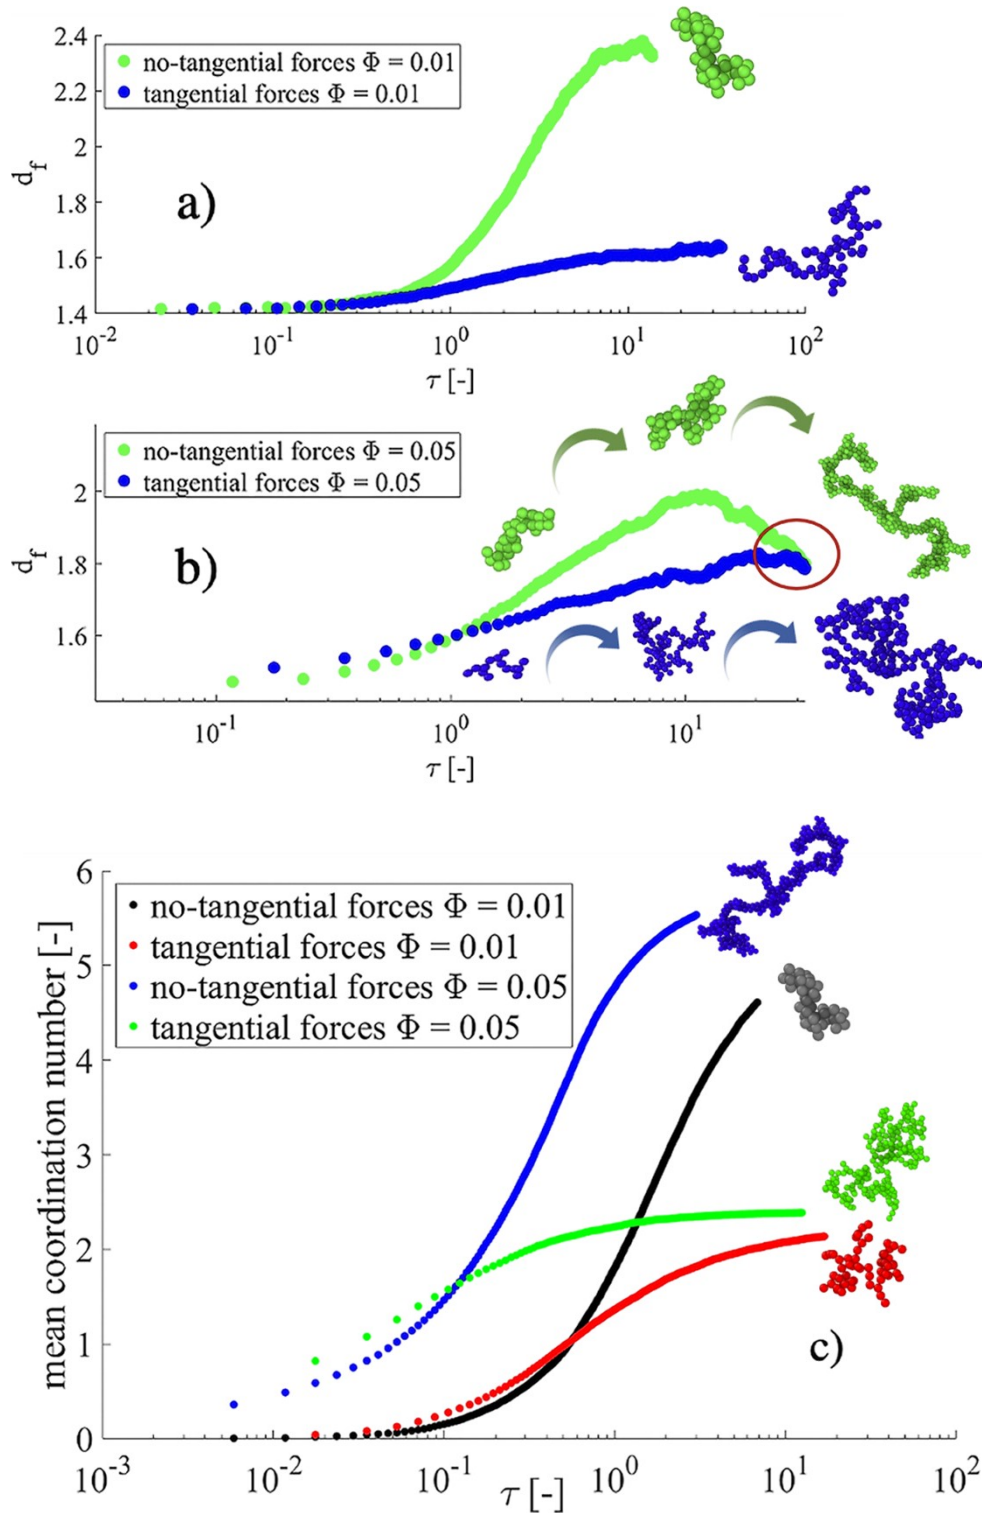 2.4
2.2
2
1.8
1.6
1.4
d_f
no-tangential forces Φ = 0.01
tangential forces Φ = 0.01
a)
10^-2 10^-1 10^0 10^1 10^2
τ [-]
2
1.8
1.6
d_f
no-tangential forces Φ = 0.05
tangential forces Φ = 0.05
b)
10^-1 10^0 10^1
τ [-]
6
5
4
3
2
1
0
mean coordination number [-]
no-tangential forces Φ = 0.01
tangential forces Φ = 0.01
no-tangential forces Φ = 0.05
tangential forces Φ = 0.05
c)
10^-3 10^-2 10^-1 10^0 10^1 10^2
τ [-]